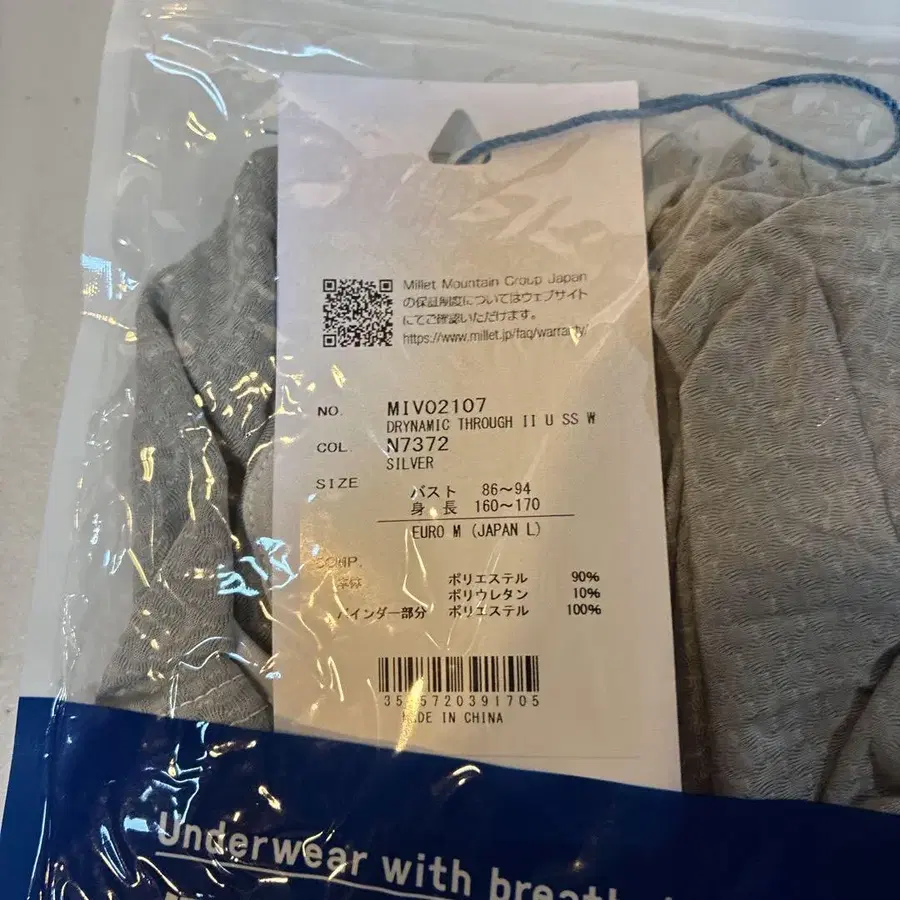 Millet Mountain Group Japan
の保証制度についてはウェブサイト
にてご確認いただけます。
https://www.millet.jp/faq/warranty/
NO. MIV02107
DRYNAMIC THROUGH II U SS W
COL. N7372
SILVER
SIZE
バスト 86〜94
身長 160〜170
EURO M (JAPAN L)
COMP.
本体 ポリエステル 90%
ポリウレタン 10%
バインダー部分 ポリエステル 100%
MADE IN CHINA
Underwear with